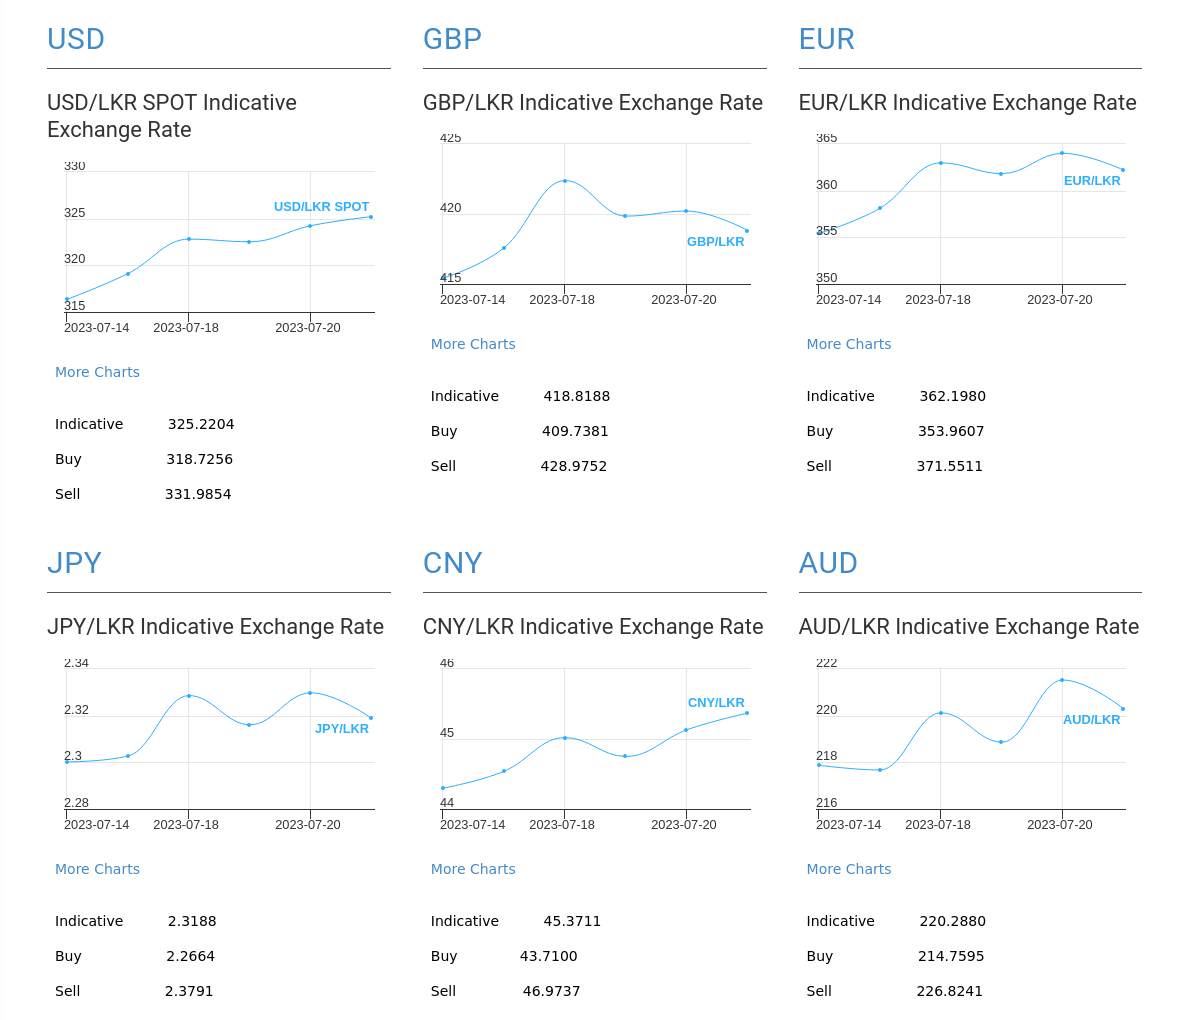 USD
USD/LKR SPOT Indicative
Exchange Rate
330
325
USD/LKR SPOT
320
315
2023-07-14 2023-07-18 2023-07-20
More Charts
Indicative 325.2204
Buy 318.7256
Sell 331.9854
GBP
GBP/LKR Indicative Exchange Rate
425
420
GBP/LKR
415
2023-07-14 2023-07-18 2023-07-20
More Charts
Indicative 418.8188
Buy 409.7381
Sell 428.9752
EUR
EUR/LKR Indicative Exchange Rate
365
EUR/LKR
360
355
350
2023-07-14 2023-07-18 2023-07-20
More Charts
Indicative 362.1980
Buy 353.9607
Sell 371.5511
JPY
JPY/LKR Indicative Exchange Rate
2.34
2.32
JPY/LKR
2.3
2.28
2023-07-14 2023-07-18 2023-07-20
More Charts
Indicative 2.3188
Buy 2.2664
Sell 2.3791
CNY
CNY/LKR Indicative Exchange Rate
46
CNY/LKR
45
44
2023-07-14 2023-07-18 2023-07-20
More Charts
Indicative 45.3711
Buy 43.7100
Sell 46.9737
AUD
AUD/LKR Indicative Exchange Rate
222
220
AUD/LKR
218
216
2023-07-14 2023-07-18 2023-07-20
More Charts
Indicative 220.2880
Buy 214.7595
Sell 226.8241